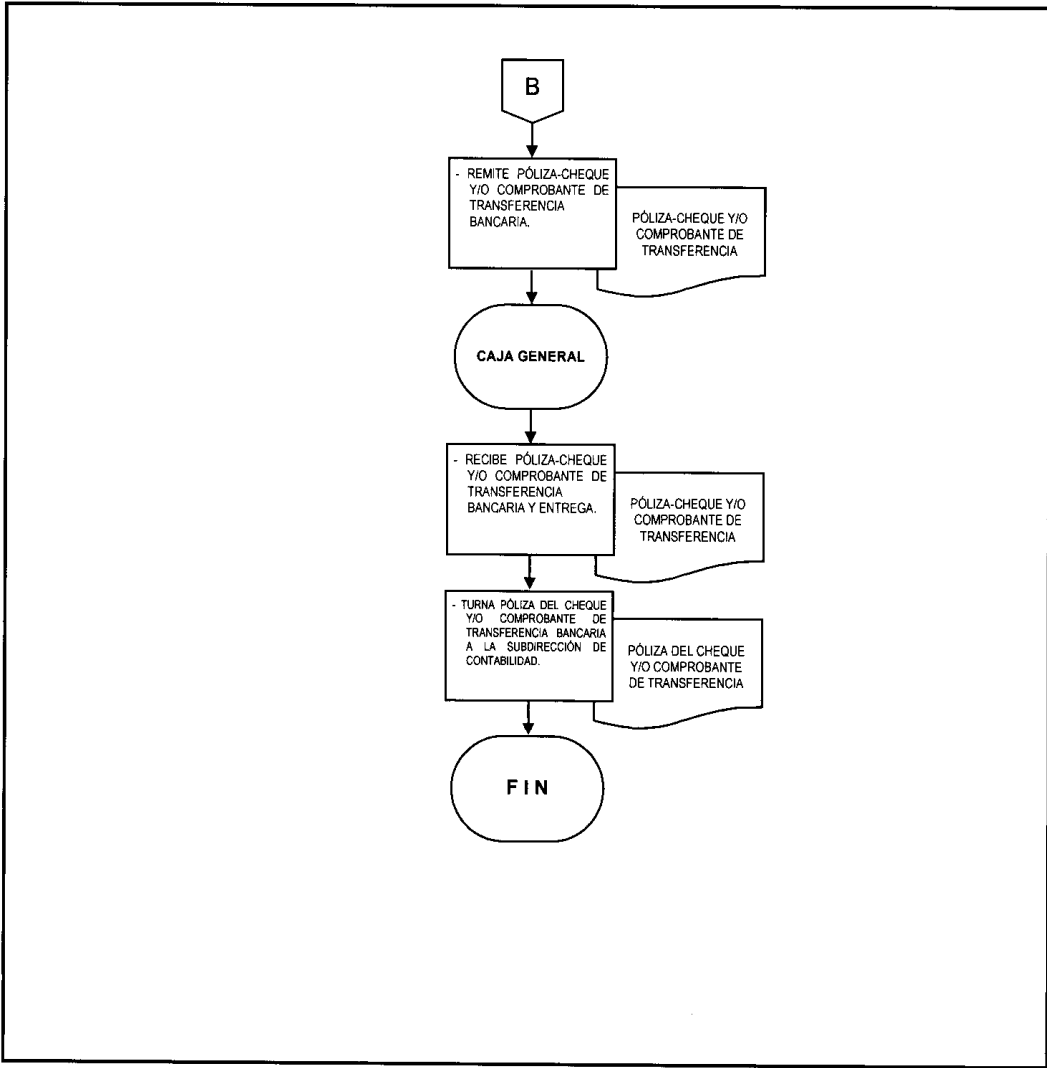 B
- REMITE PÓLIZA-CHEQUE
Y/O COMPROBANTE DE
TRANSFERENCIA
BANCARIA.
PÓLIZA-CHEQUE Y/O
COMPROBANTE DE
TRANSFERENCIA
CAJA GENERAL
- RECIBE PÓLIZA-CHEQUE
Y/O COMPROBANTE DE
TRANSFERENCIA
BANCARIA Y ENTREGA.
PÓLIZA-CHEQUE Y/O
COMPROBANTE DE
TRANSFERENCIA
- TURNA PÓLIZA DEL CHEQUE
Y/O COMPROBANTE DE
TRANSFERENCIA BANCARIA
A LA SUBDIRECCIÓN DE
CONTABILIDAD.
PÓLIZA DEL CHEQUE
Y/O COMPROBANTE
DE TRANSFERENCIA
F I N